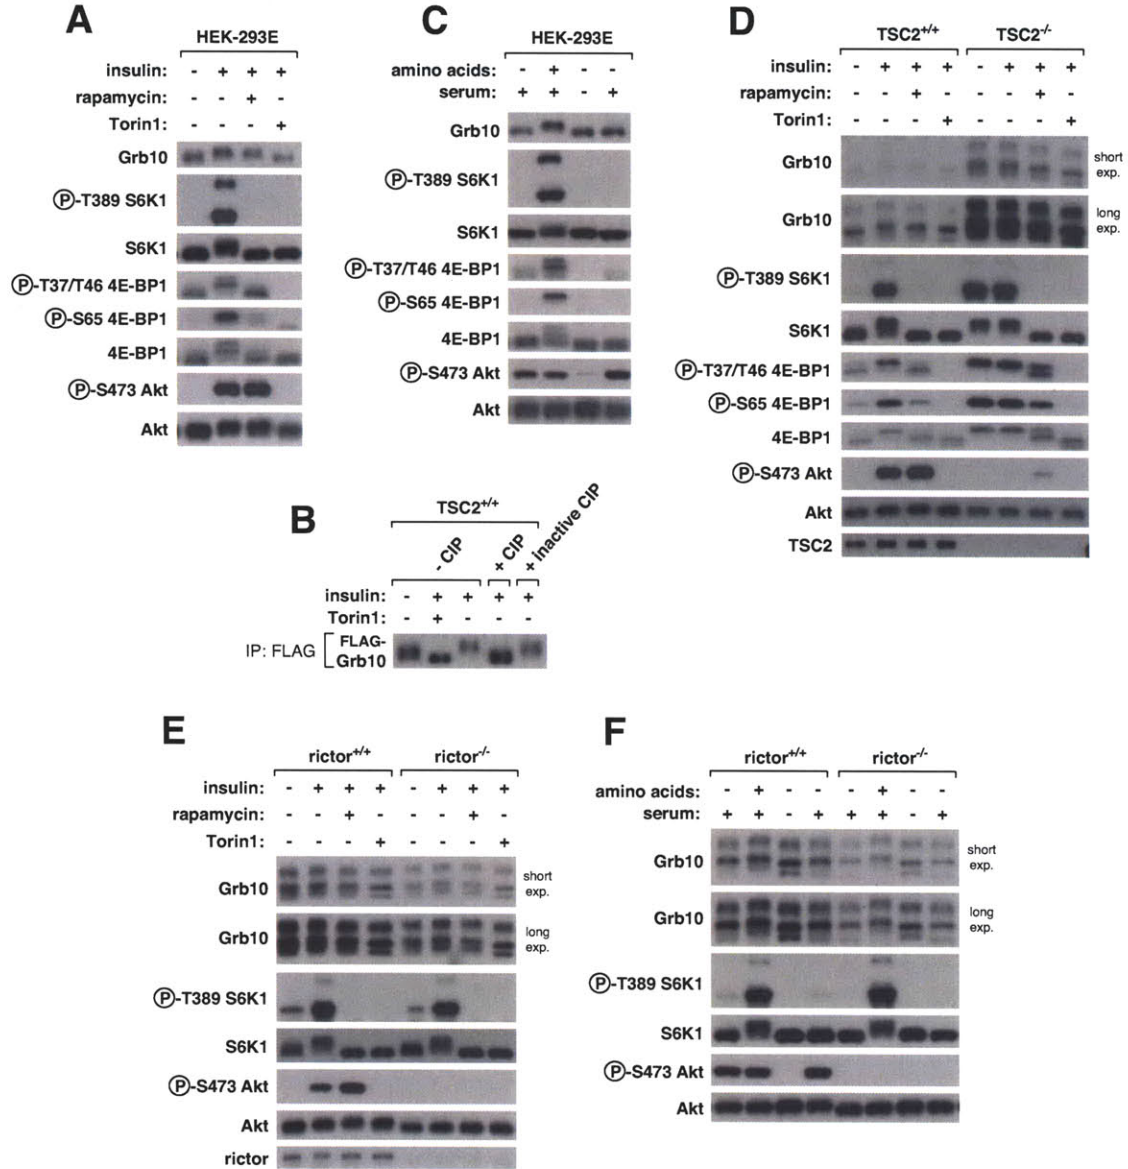 A
HEK-293E
insulin: - + + +
rapamycin: - - + -
Torin1: - - - +
Grb10
Ⓟ-T389 S6K1
S6K1
Ⓟ-T37/T46 4E-BP1
Ⓟ-S65 4E-BP1
4E-BP1
Ⓟ-S473 Akt
Akt
C
HEK-293E
amino acids: - + - -
serum: + + - +
Grb10
Ⓟ-T389 S6K1
S6K1
Ⓟ-T37/T46 4E-BP1
Ⓟ-S65 4E-BP1
4E-BP1
Ⓟ-S473 Akt
Akt
D
TSC2+/+ TSC2-/-
insulin: - + + + - + + +
rapamycin: - - + - - - + -
Torin1: - - - + - - - +
Grb10 short exp.
Grb10 long exp.
Ⓟ-T389 S6K1
S6K1
Ⓟ-T37/T46 4E-BP1
Ⓟ-S65 4E-BP1
4E-BP1
Ⓟ-S473 Akt
Akt
TSC2
B
TSC2+/+
- CIP + CIP + inactive CIP
insulin: - + + + +
Torin1: - + - - -
IP: FLAG
FLAG-
Grb10
E
rictor+/+ rictor-/-
insulin: - + + + - + + +
rapamycin: - - + - - - + -
Torin1: - - - + - - - +
Grb10 short exp.
Grb10 long exp.
Ⓟ-T389 S6K1
S6K1
Ⓟ-S473 Akt
Akt
rictor
F
rictor+/+ rictor-/-
amino acids: - + - - - + - -
serum: + + - + + + - +
Grb10 short exp.
Grb10 long exp.
Ⓟ-T389 S6K1
S6K1
Ⓟ-S473 Akt
Akt